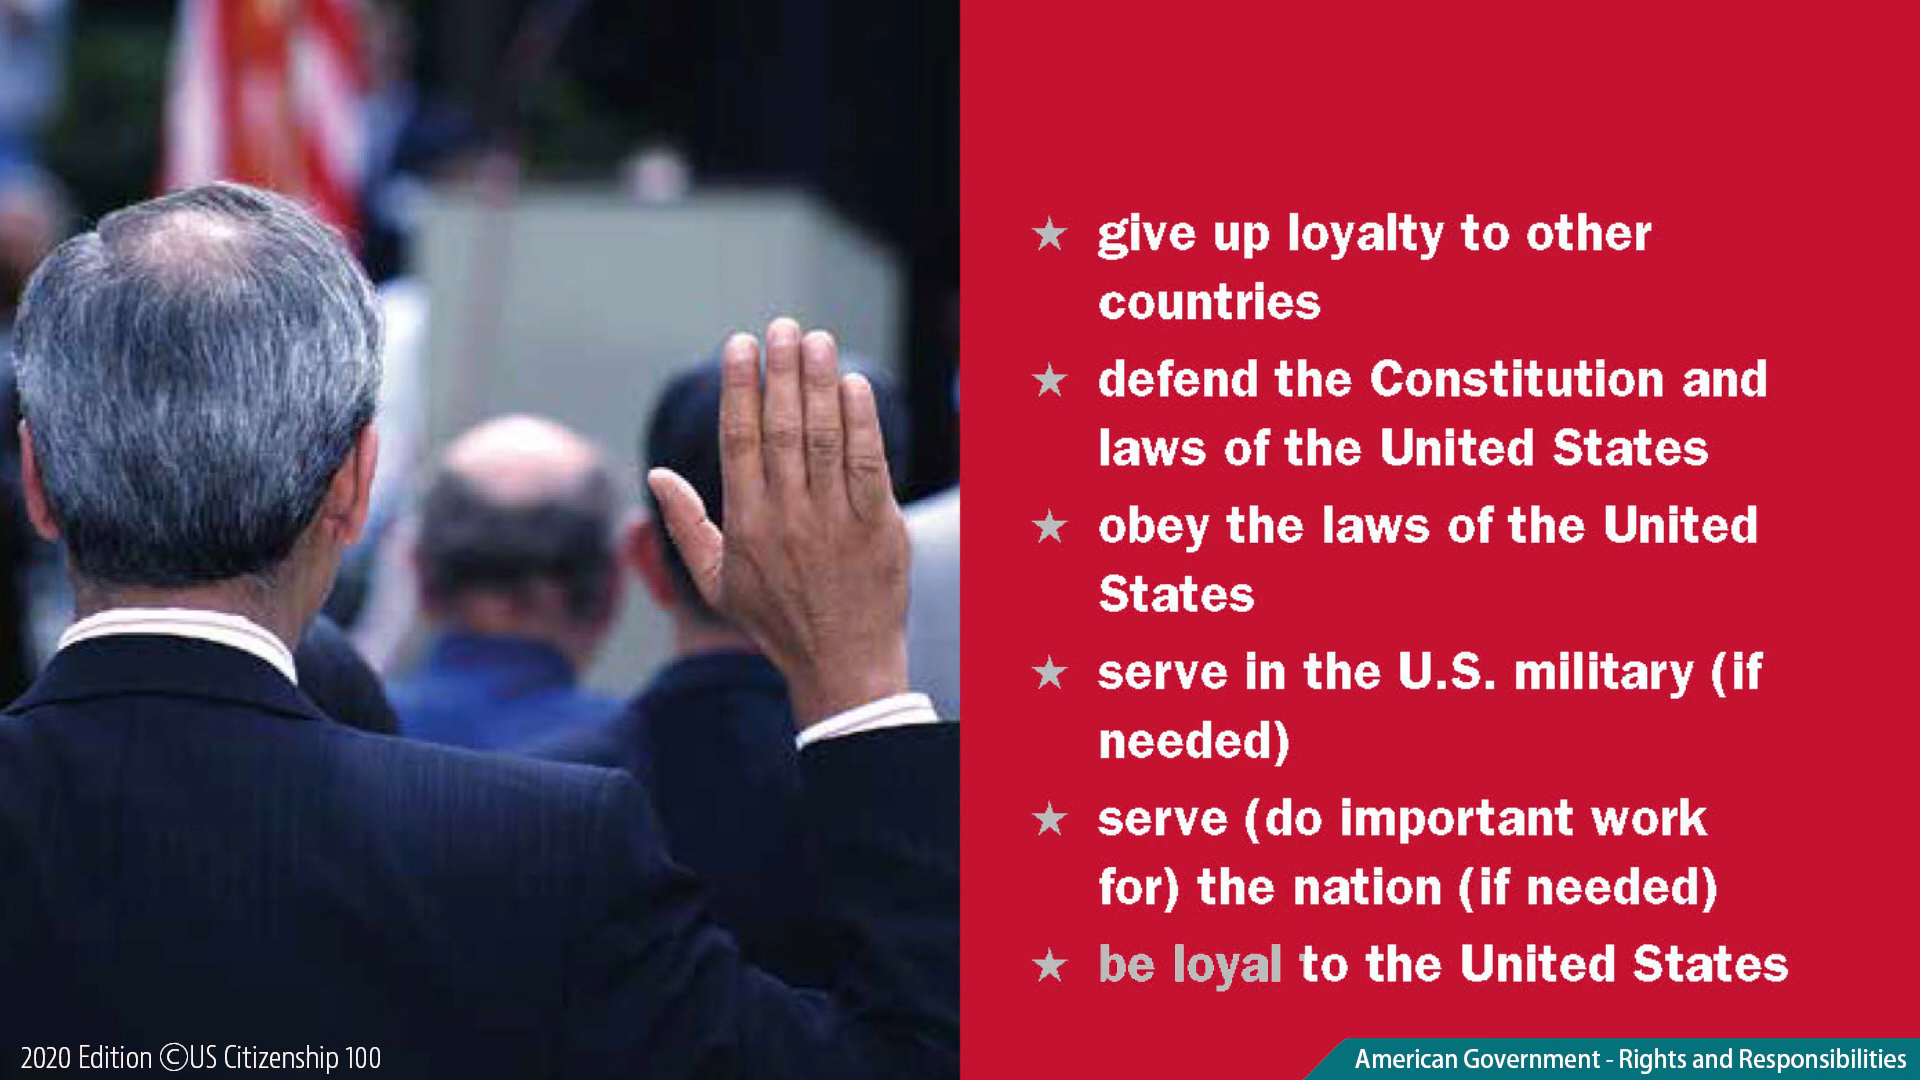 ★ give up loyalty to other
countries
★ defend the Constitution and
laws of the United States
★ obey the laws of the United
States
★ serve in the U.S. military (if
needed)
★ serve (do important work
for) the nation (if needed)
★ be loyal to the United States
2020 Edition ©US Citizenship 100
American Government - Rights and Responsibilities